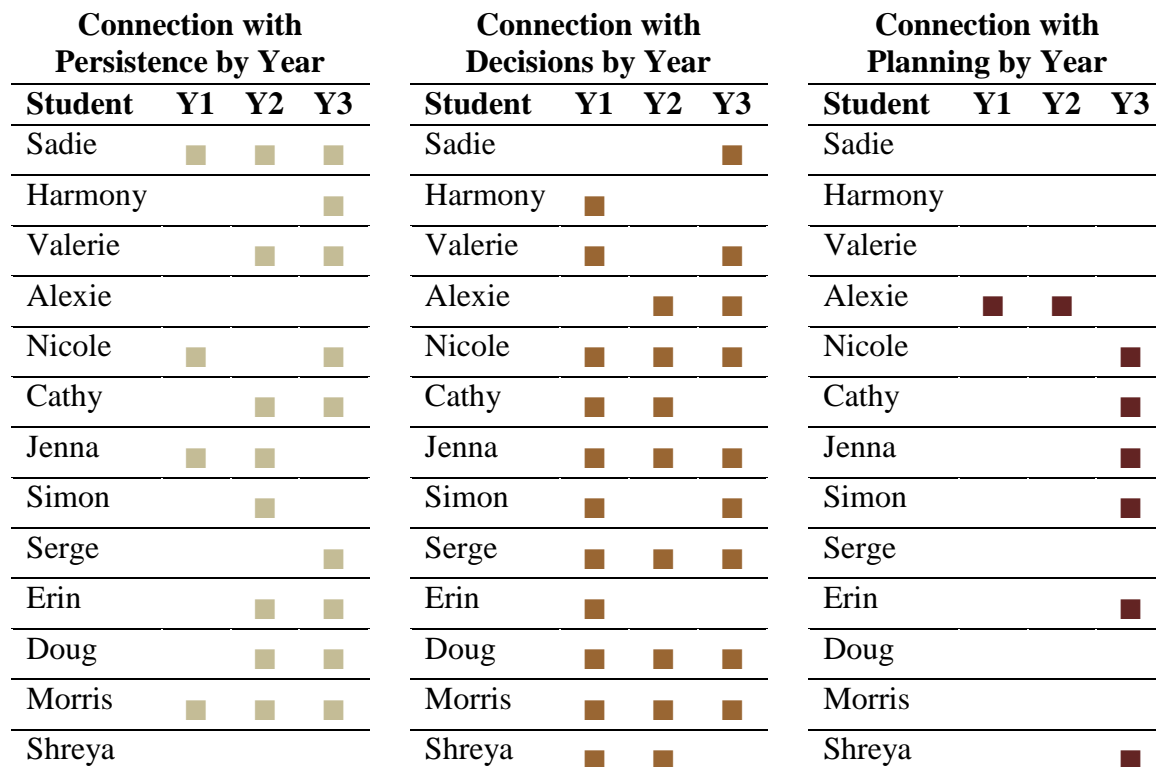 Connection with Persistence by Year
Student Y1 Y2 Y3
Sadie
Harmony
Valerie
Alexie
Nicole
Cathy
Jenna
Simon
Serge
Erin
Doug
Morris
Shreya
Connection with Decisions by Year
Student Y1 Y2 Y3
Sadie
Harmony
Valerie
Alexie
Nicole
Cathy
Jenna
Simon
Serge
Erin
Doug
Morris
Shreya
Connection with Planning by Year
Student Y1 Y2 Y3
Sadie
Harmony
Valerie
Alexie
Nicole
Cathy
Jenna
Simon
Serge
Erin
Doug
Morris
Shreya